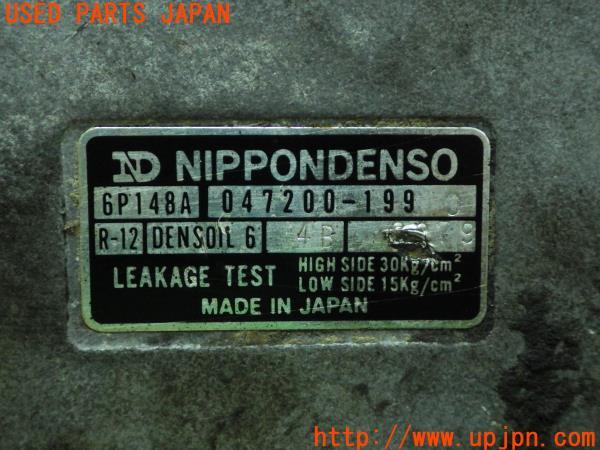 USED PARTS JAPAN
ND NIPPONDENSO
6P148A 047200-199
R-12 DENSOIL 6 4B 9
LEAKAGE TEST HIGH SIDE 30Kg/cm²
LOW SIDE 15Kg/cm²
MADE IN JAPAN
http://www.upjpn.com/